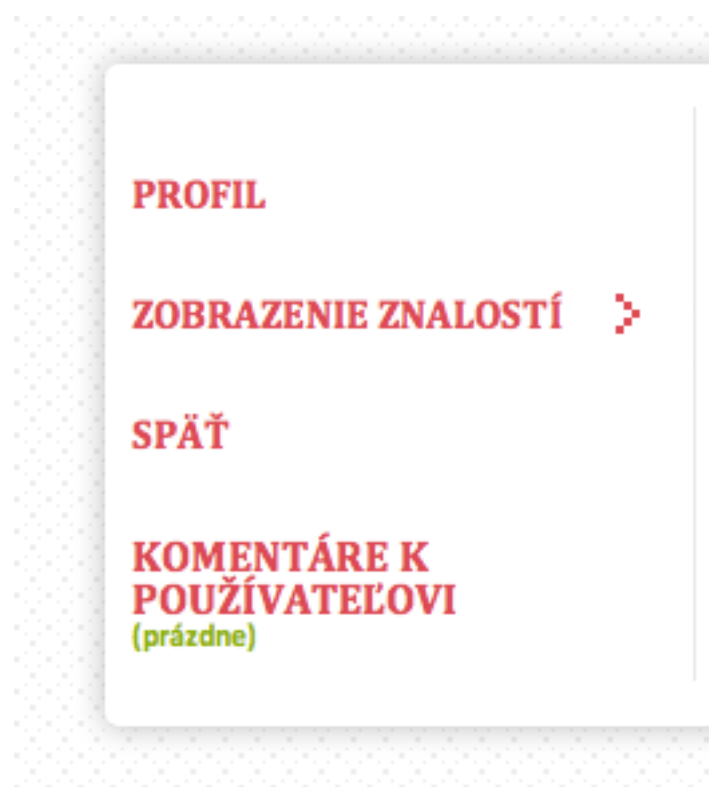 PROFIL
ZOBRAZENIE ZNALOSTÍ
SPÄŤ
KOMENTÁRE K
POUŽÍVATEĽOVI
(prázdne)